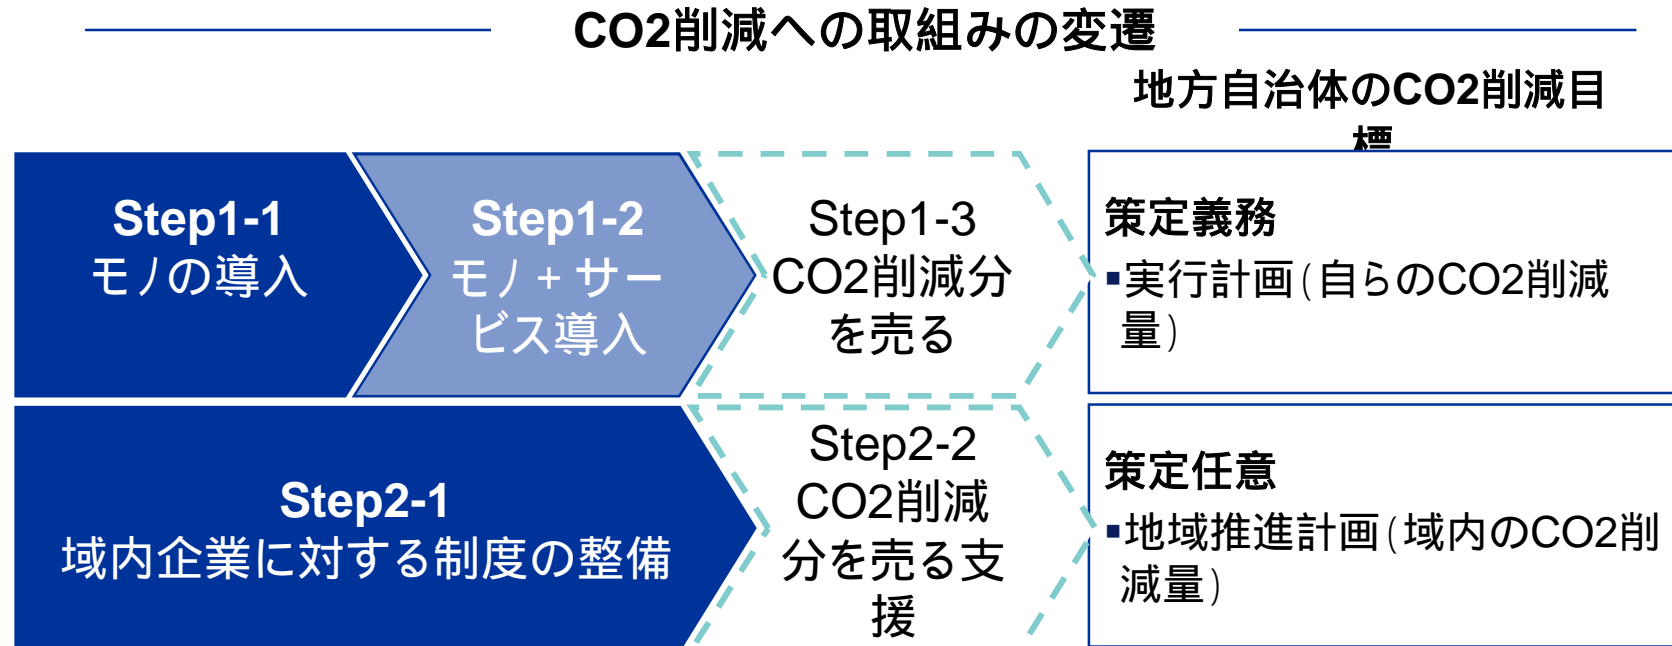 CO2削減への取組みの変遷
地方自治体のCO2削減目
標
Step1-1
モノの導入
Step1-2
モノ+サー
ビス導入
Step1-3
CO2削減分
を売る
策定義務
▪実行計画(自らのCO2削減
量)
Step2-1
域内企業に対する制度の整備
Step2-2
CO2削減
分を売る支
援
策定任意
▪地域推進計画(域内のCO2削
減量)